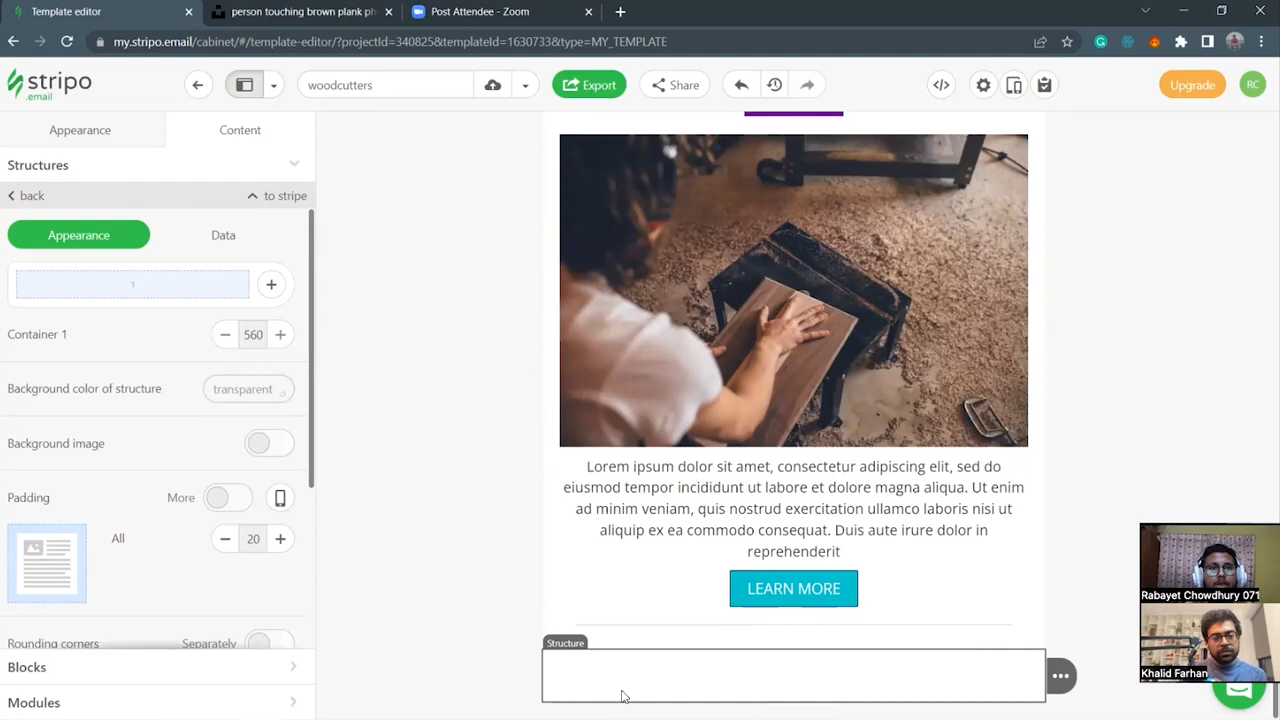 Template editor
person touching brown plank ph
Post Attendee - Zoom
my.stripo.email/cabinet/#/template-editor/?projectId=340825&templateId=1630733&type=MY_TEMPLATE
stripo
.email
woodcutters
Export
Share
Upgrade
RC
Appearance
Content
Structures
back
to stripe
Appearance
Data
1
Container 1
560
Background color of structure
transparent
Background image
Padding
More
All
20
Rounding corners
Separately
Blocks
Modules
Lorem ipsum dolor sit amet, consectetur adipiscing elit, sed do
eiusmod tempor incididunt ut labore et dolore magna aliqua. Ut enim
ad minim veniam, quis nostrud exercitation ullamco laboris nisi ut
aliquip ex ea commodo consequat. Duis aute irure dolor in
reprehenderit
LEARN MORE
Structure
Rabayet Chowdhury 071
Khalid Farhan